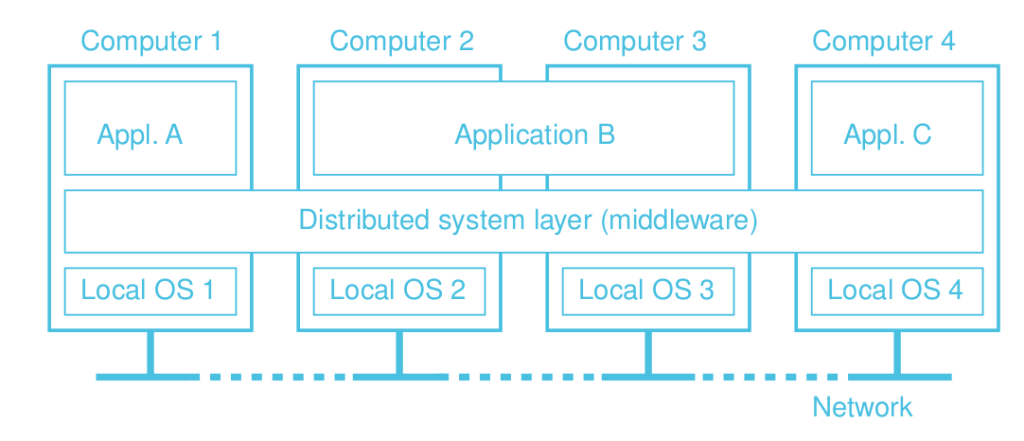 Computer 1
Computer 2
Computer 3
Computer 4
Appl. A
Application B
Appl. C
Distributed system layer (middleware)
Local OS 1
Local OS 2
Local OS 3
Local OS 4
Network